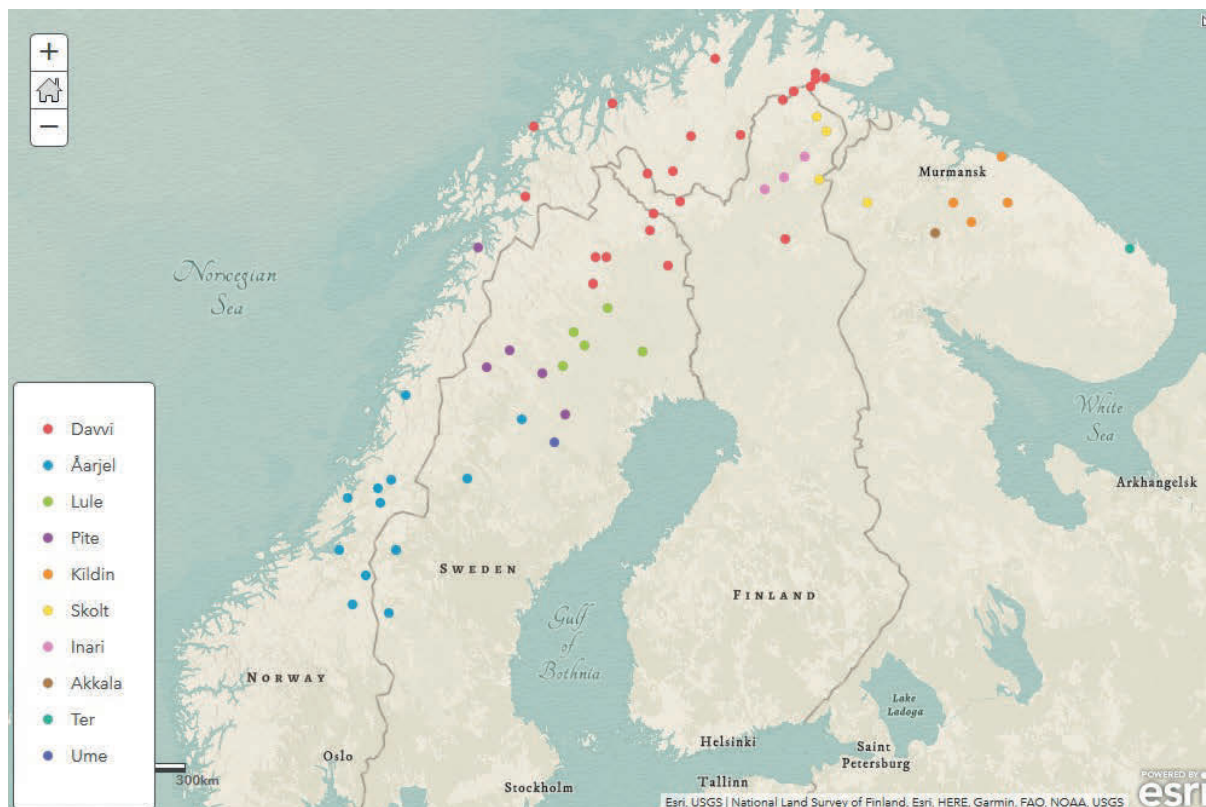 +
−
Norwegian
Sea
Murmansk
White
Sea
Arkhangelsk
Davvi
Åarjel
Lule
Pite
Kildin
Skolt
Inari
Akkala
Ter
Ume
SWEDEN
FINLAND
Gulf
of
Bothnia
NORWAY
Lake
Ladoga
Oslo
Helsinki
Saint
Petersburg
Tallinn
Stockholm
300km
POWERED BY
esri
Esri, USGS | National Land Survey of Finland, Esri, HERE, Garmin, FAO, NOAA, USGS